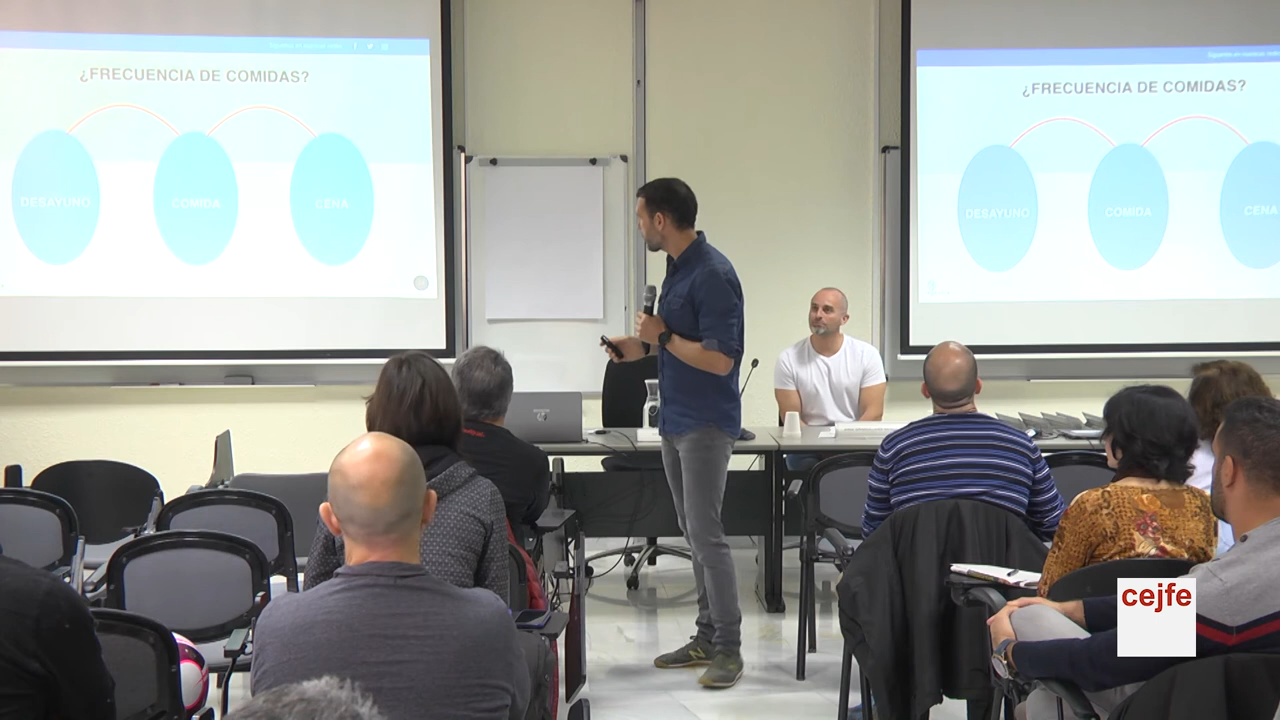 ¿FRECUENCIA DE COMIDAS?
DESAYUNO
COMIDA
CENA
¿FRECUENCIA DE COMIDAS?
DESAYUNO
COMIDA
CENA
cejfe